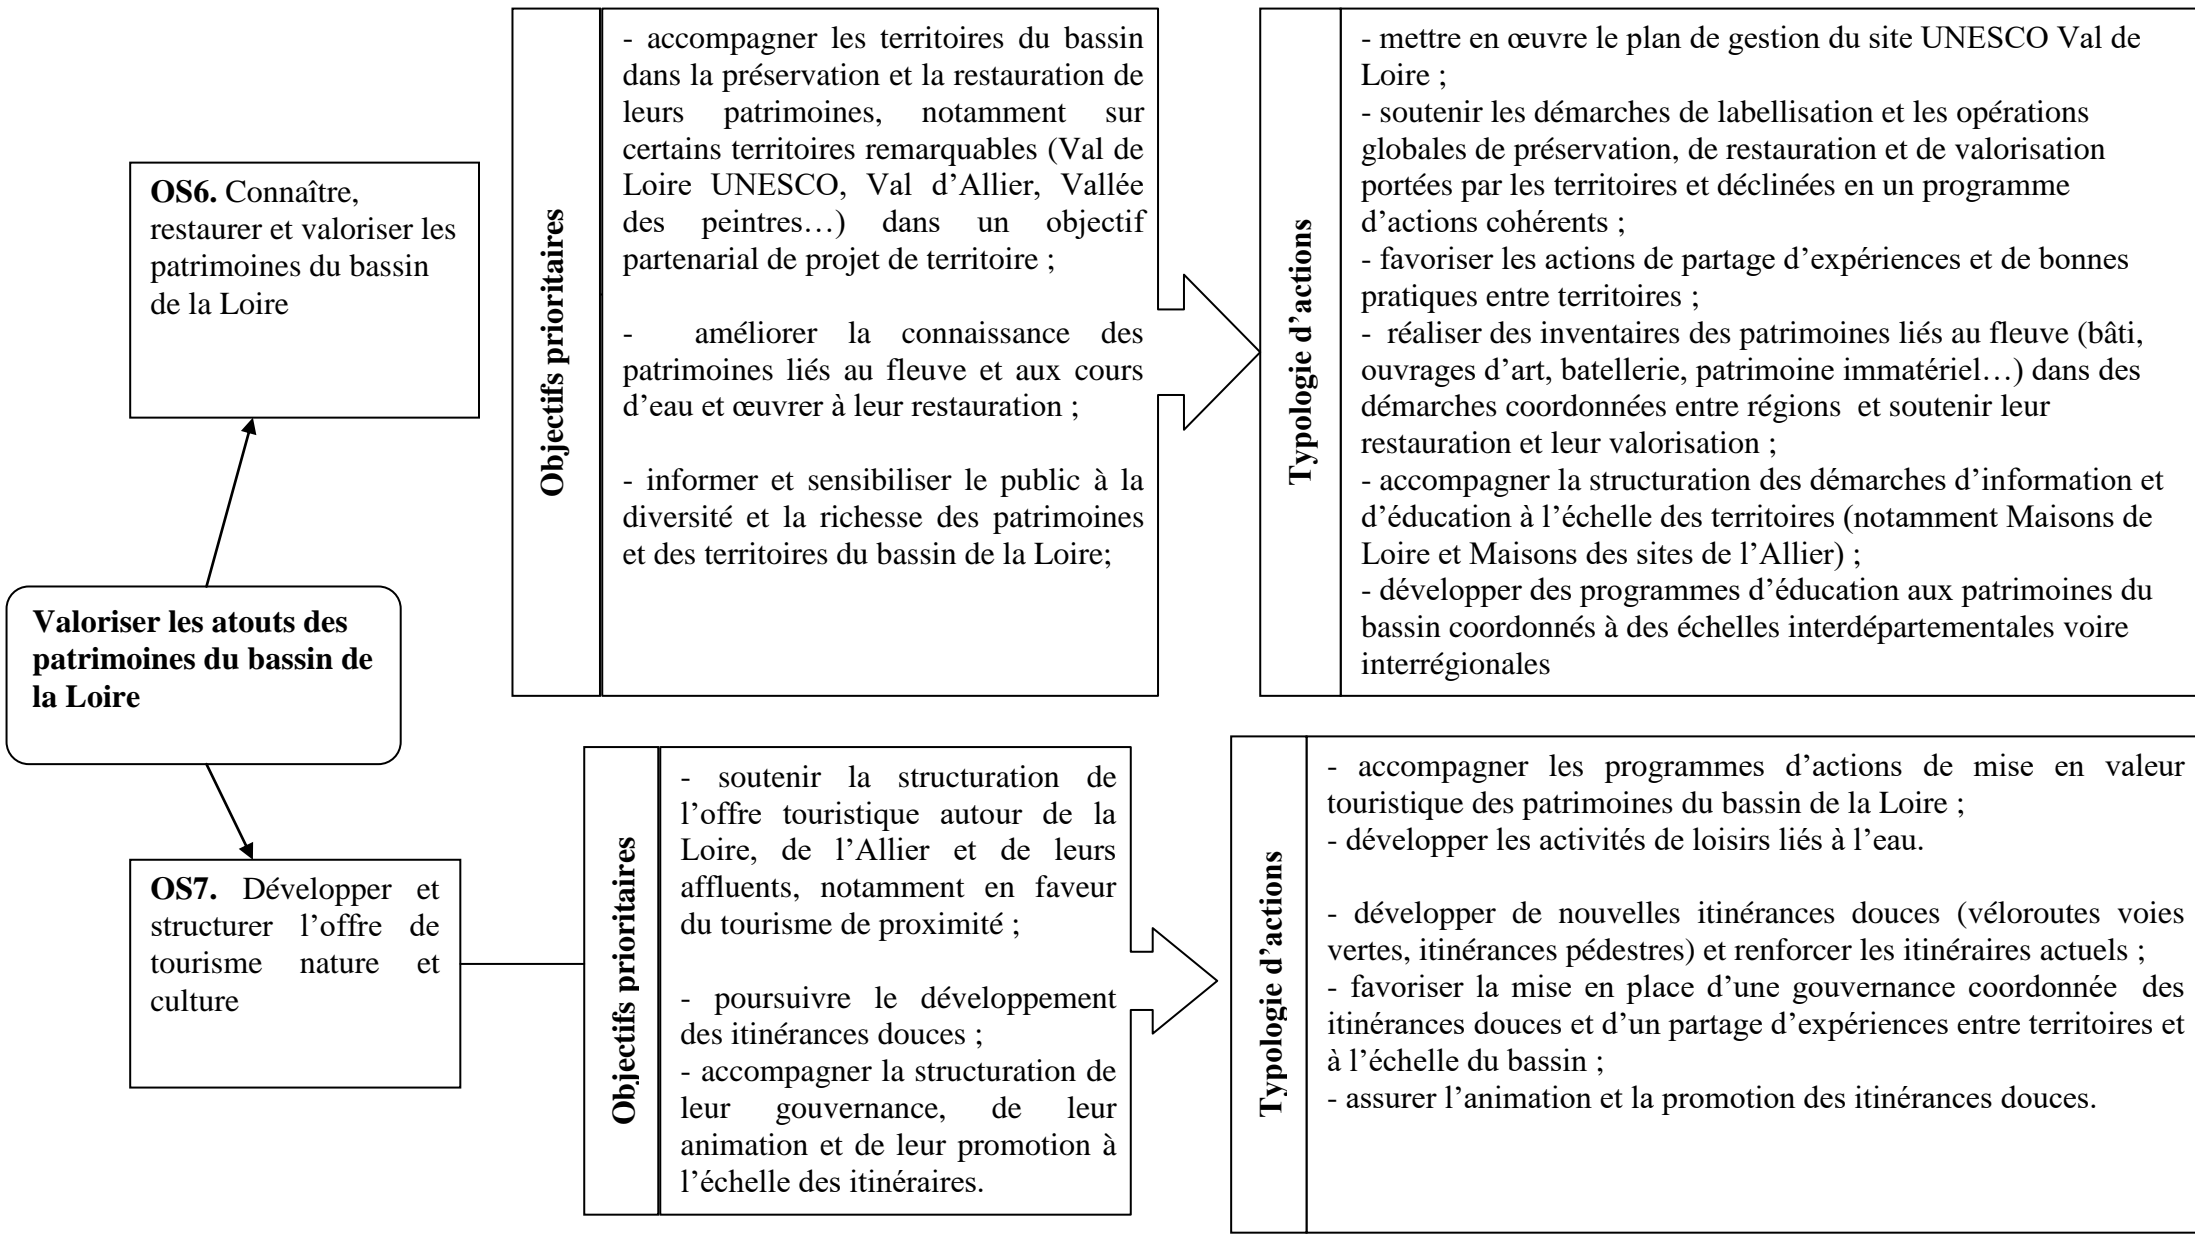 Valoriser les atouts des
patrimoines du bassin de
la Loire
OS6. Connaître,
restaurer et valoriser les
patrimoines du bassin
de la Loire
Objectifs prioritaires
- accompagner les territoires du bassin
dans la préservation et la restauration de
leurs patrimoines, notamment sur
certains territoires remarquables (Val de
Loire UNESCO, Val d’Allier, Vallée
des peintres…) dans un objectif
partenarial de projet de territoire ;
- améliorer la connaissance des
patrimoines liés au fleuve et aux cours
d’eau et œuvrer à leur restauration ;
- informer et sensibiliser le public à la
diversité et la richesse des patrimoines
et des territoires du bassin de la Loire;
Typologie d’actions
- mettre en œuvre le plan de gestion du site UNESCO Val de
Loire ;
- soutenir les démarches de labellisation et les opérations
globales de préservation, de restauration et de valorisation
portées par les territoires et déclinées en un programme
d’actions cohérents ;
- favoriser les actions de partage d’expériences et de bonnes
pratiques entre territoires ;
- réaliser des inventaires des patrimoines liés au fleuve (bâti,
ouvrages d’art, batellerie, patrimoine immatériel…) dans des
démarches coordonnées entre régions et soutenir leur
restauration et leur valorisation ;
- accompagner la structuration des démarches d’information et
d’éducation à l’échelle des territoires (notamment Maisons de
Loire et Maisons des sites de l’Allier) ;
- développer des programmes d’éducation aux patrimoines du
bassin coordonnés à des échelles interdépartementales voire
interrégionales
OS7. Développer et
structurer l’offre de
tourisme nature et
culture
Objectifs prioritaires
- soutenir la structuration de
l’offre touristique autour de la
Loire, de l’Allier et de leurs
affluents, notamment en faveur
du tourisme de proximité ;
- poursuivre le développement
des itinérances douces ;
- accompagner la structuration de
leur gouvernance, de leur
animation et de leur promotion à
l’échelle des itinéraires.
Typologie d’actions
- accompagner les programmes d’actions de mise en valeur
touristique des patrimoines du bassin de la Loire ;
- développer les activités de loisirs liés à l’eau.
- développer de nouvelles itinérances douces (véloroutes voies
vertes, itinérances pédestres) et renforcer les itinéraires actuels ;
- favoriser la mise en place d’une gouvernance coordonnée des
itinérances douces et d’un partage d’expériences entre territoires et
à l’échelle du bassin ;
- assurer l’animation et la promotion des itinérances douces.